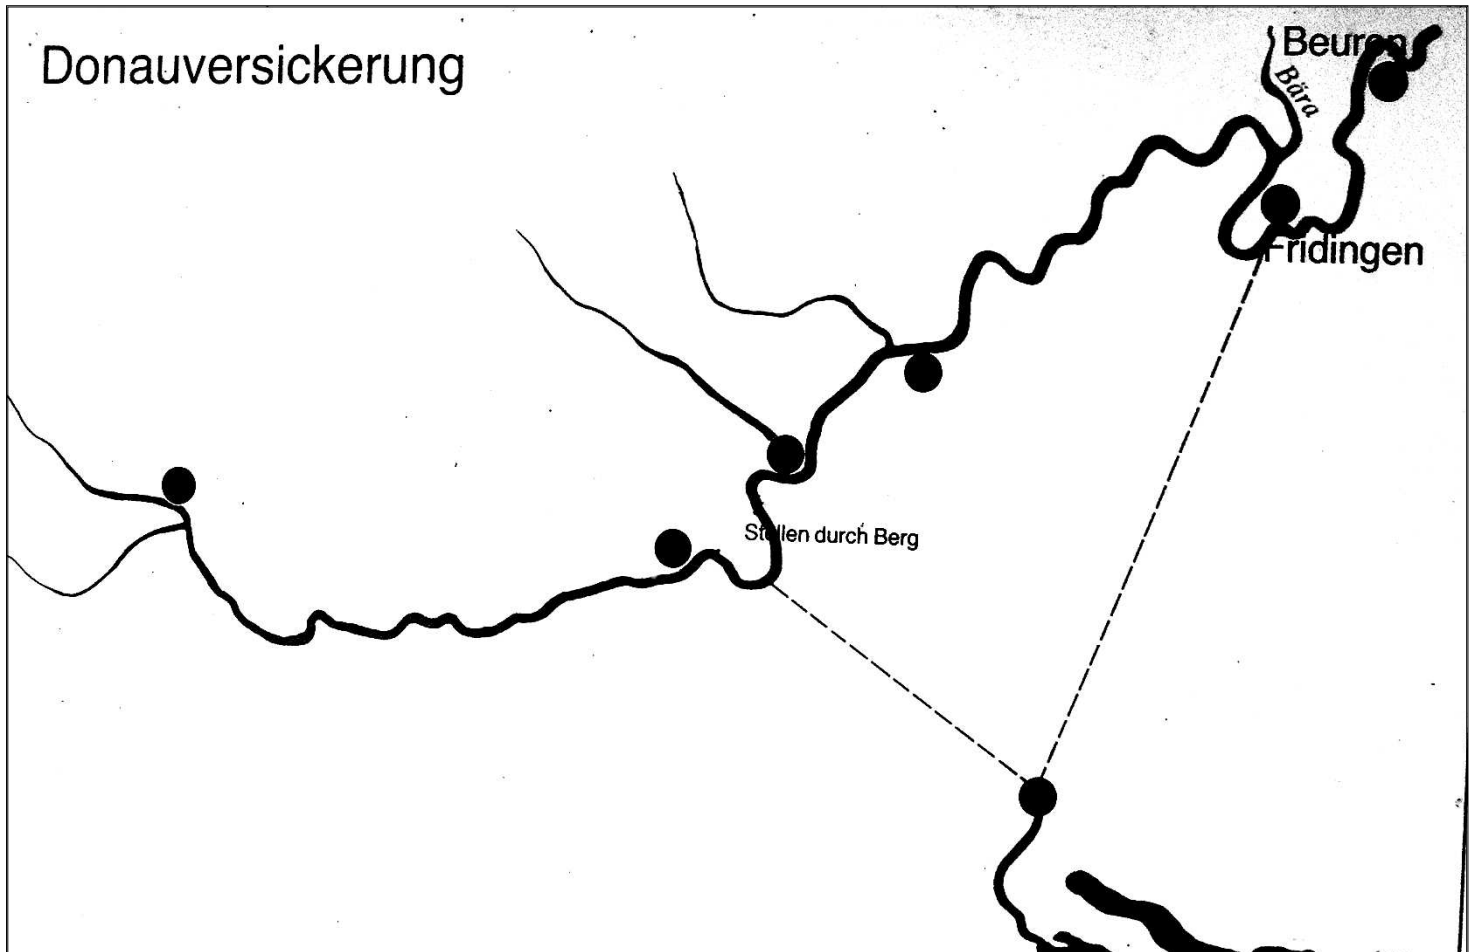 Donauversickerung
Beuron
Bära
Fridingen
Stollen durch Berg